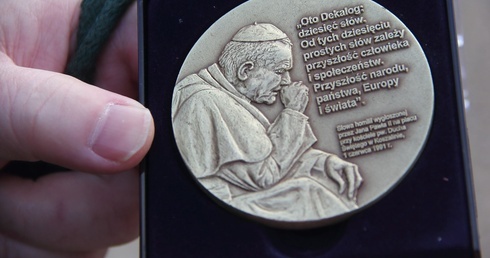 „Oto Dekalog-
dziesięć słów.
Od tych dziesięciu
prostych słów zależy
przyszłość człowieka
i społeczeństw.
Przyszłość narodu,
państwa, Europy
i świata".
Słowa homilii wygłoszonej
przez Jana Pawła II na placu
przy kościele pw. Ducha
Świętego w Koszalinie,
1 czerwca 1991 r.